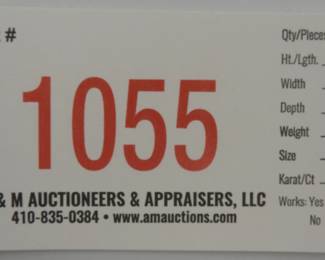 #
1055
& M AUCTIONEERS & APPRAISERS, LLC
410-835-0384 • www.amauctions.com
Qty/Pieces
Ht./Lgth.
Width
Depth
Weight
Size
Karat/Ct
Works: Yes
No